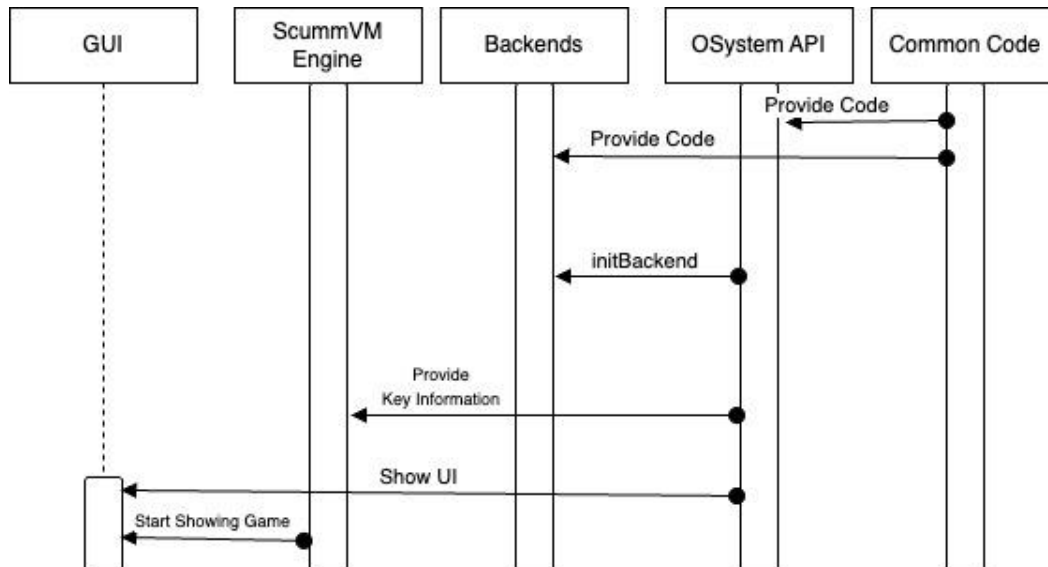 GUI
ScummVM
Engine
Backends
OSystem API
Common Code
Provide Code
Provide Code
initBackend
Provide
Key Information
Show UI
Start Showing Game